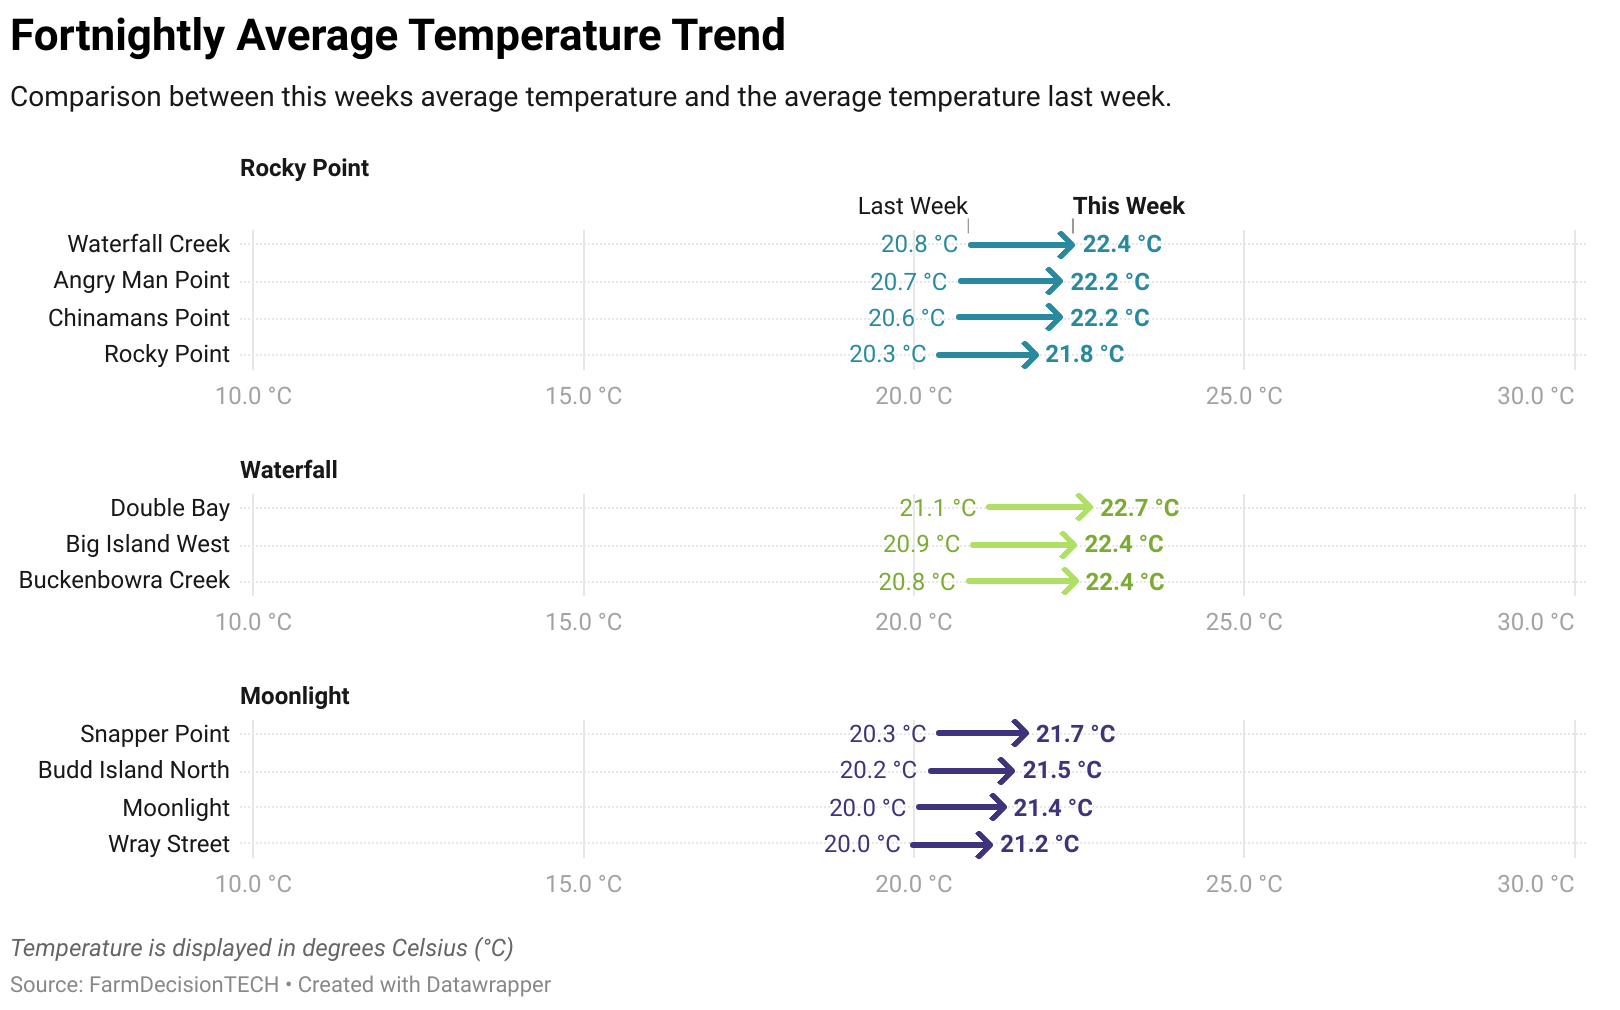 Fortnightly Average Temperature Trend
Comparison between this weeks average temperature and the average temperature last week.
Rocky Point
Last Week This Week
Waterfall Creek 20.8 °C 22.4 °C
Angry Man Point 20.7 °C 22.2 °C
Chinamans Point 20.6 °C 22.2 °C
Rocky Point 20.3 °C 21.8 °C
10.0 °C 15.0 °C 20.0 °C 25.0 °C 30.0 °C
Waterfall
Double Bay 21.1 °C 22.7 °C
Big Island West 20.9 °C 22.4 °C
Buckenbowra Creek 20.8 °C 22.4 °C
10.0 °C 15.0 °C 20.0 °C 25.0 °C 30.0 °C
Moonlight
Snapper Point 20.3 °C 21.7 °C
Budd Island North 20.2 °C 21.5 °C
Moonlight 20.0 °C 21.4 °C
Wray Street 20.0 °C 21.2 °C
10.0 °C 15.0 °C 20.0 °C 25.0 °C 30.0 °C
Temperature is displayed in degrees Celsius (°C)
Source: FarmDecisionTECH • Created with Datawrapper